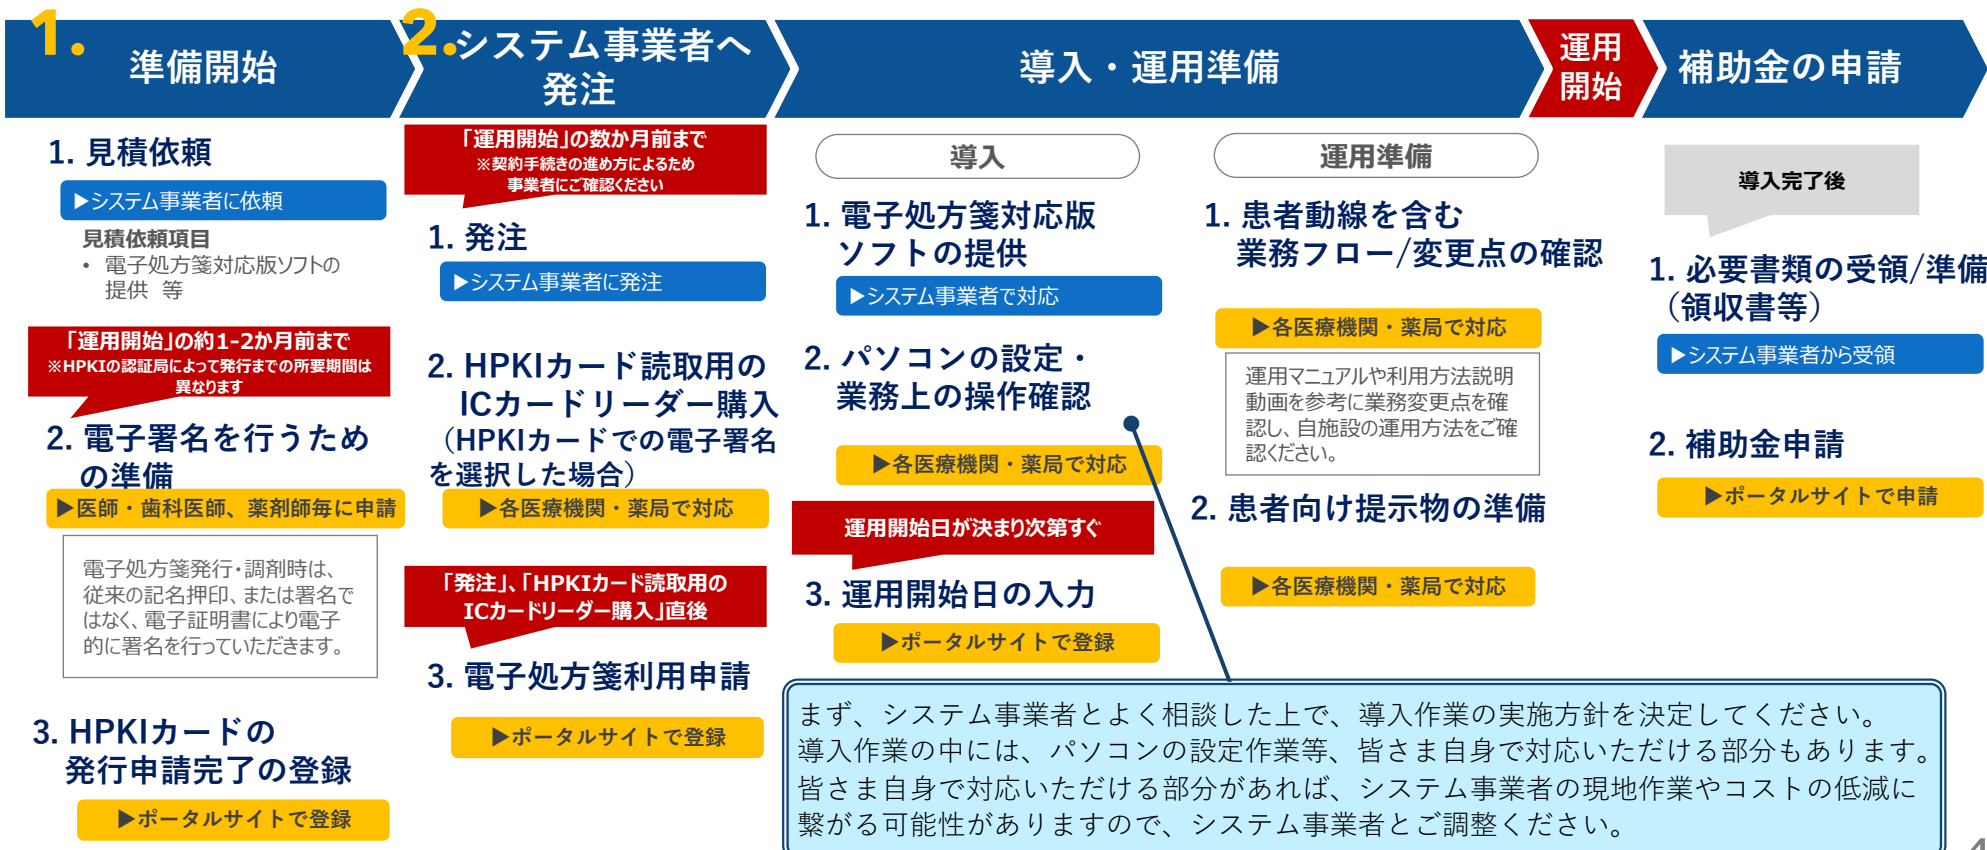 1.
準備開始
2.
システム事業者へ
発注
導入・運用準備
運用
開始
補助金の申請
1. 見積依頼
▶システム事業者に依頼
見積依頼項目
• 電子処方箋対応版ソフトの
提供 等
「運用開始」の約1-2か月前まで
※HPKIの認証局によって発行までの所要期間は
異なります
2. 電子署名を行うため
の準備
▶医師・歯科医師、薬剤師毎に申請
電子処方箋発行・調剤時は、
従来の記名押印、または署名で
はなく、電子証明書により電子
的に署名を行っていただきます。
3. HPKIカードの
発行申請完了の登録
▶ポータルサイトで登録
「運用開始」の数か月前まで
※契約手続きの進め方によるため
事業者にご確認ください
1. 発注
▶システム事業者に発注
2. HPKIカード読取用の
ICカードリーダー購入
（HPKIカードでの電子署名
を選択した場合）
▶各医療機関・薬局で対応
「発注」、「HPKIカード読取用の
ICカードリーダー購入」直後
3. 電子処方箋利用申請
▶ポータルサイトで登録
導入
1. 電子処方箋対応版
ソフトの提供
▶システム事業者で対応
2. パソコンの設定・
業務上の操作確認
▶各医療機関・薬局で対応
運用開始日が決まり次第すぐ
3. 運用開始日の入力
▶ポータルサイトで登録
運用準備
1. 患者動線を含む
業務フロー/変更点の確認
▶各医療機関・薬局で対応
運用マニュアルや利用方法説明
動画を参考に業務変更点を確
認し、自施設の運用方法をご確
認ください。
2. 患者向け提示物の準備
▶各医療機関・薬局で対応
導入完了後
1. 必要書類の受領/準備
（領収書等）
▶システム事業者から受領
2. 補助金申請
▶ポータルサイトで申請
まず、システム事業者とよく相談した上で、導入作業の実施方針を決定してください。
導入作業の中には、パソコンの設定作業等、皆さま自身で対応いただける部分もあります。
皆さま自身で対応いただける部分があれば、システム事業者の現地作業やコストの低減に
繋がる可能性がありますので、システム事業者とご調整ください。